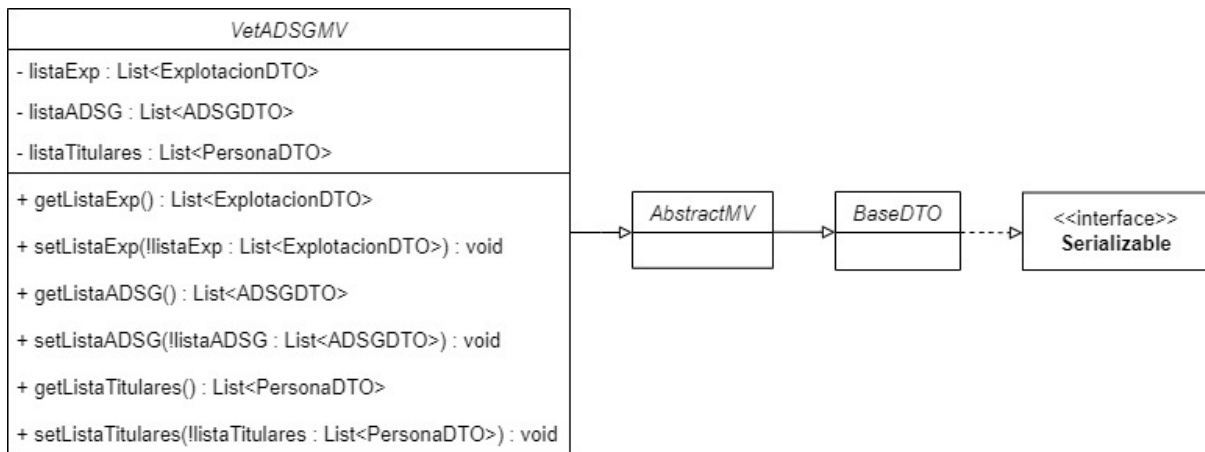 VetADSGMV
- listaExp : List<ExplotacionDTO>
- listaADSG : List<ADSGDTO>
- listaTitulares : List<PersonaDTO>
+ getListaExp() : List<ExplotacionDTO>
+ setListaExp(!listaExp : List<ExplotacionDTO>) : void
+ getListaADSG() : List<ADSGDTO>
+ setListaADSG(!listaADSG : List<ADSGDTO>) : void
+ getListaTitulares() : List<PersonaDTO>
+ setListaTitulares(!listaTitulares : List<PersonaDTO>) : void
AbstractMV
BaseDTO
<<interface>>
Serializable